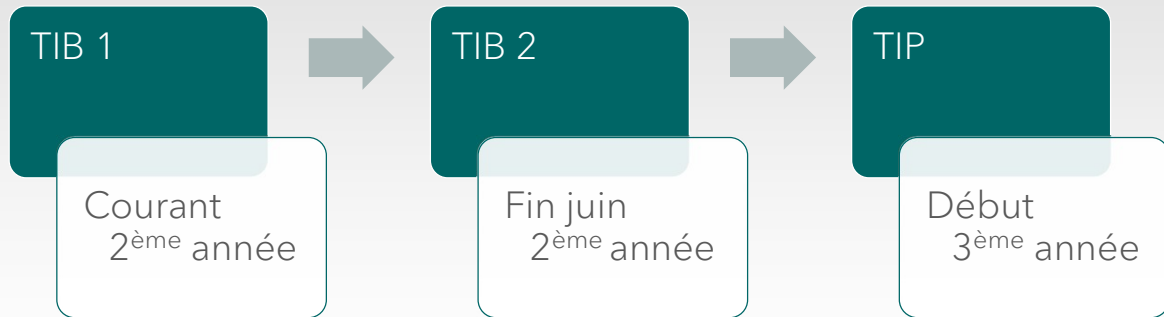 TIB 1
Courant
2ème année
TIB 2
Fin juin
2ème année
TIP
Début
3ème année